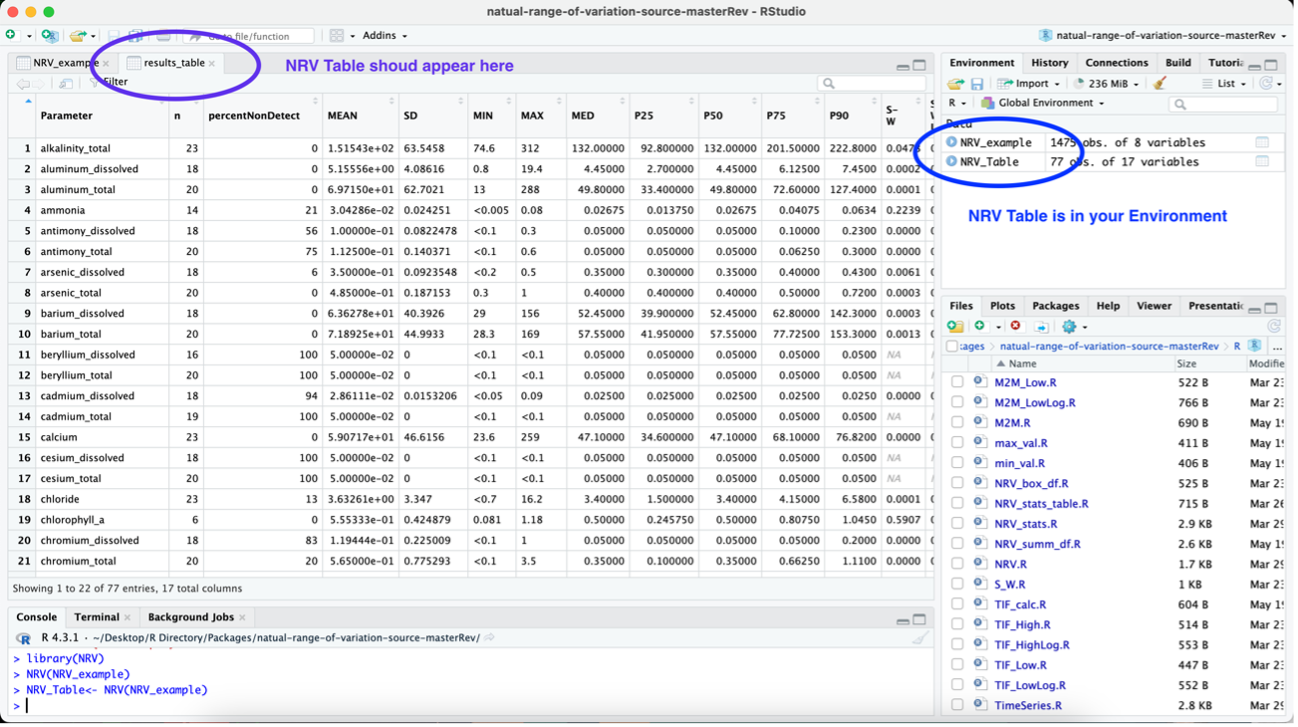 natual-range-of-variation-source-masterRev - RStudio
Go to file/function Addins natual-range-of-variation-source-masterRev
NRV_example results_table NRV Table shoud appear here
Filter
Parameter n percentNonDetect MEAN SD MIN MAX MED P25 P50 P75 P90 S-W
1 alkalinity_total 23 0 1.51543e+02 63.5458 74.6 312 132.00000 92.800000 132.00000 201.50000 222.8000
2 aluminum_dissolved 18 0 5.15556e+00 4.08616 0.8 19.4 4.45000 2.700000 4.45000 6.12500 7.4500 0.0002
3 aluminum_total 20 0 6.97150e+01 62.7021 13 288 49.80000 33.400000 49.80000 72.60000 127.4000 0.0001
4 ammonia 14 21 3.04286e-02 0.024251 <0.005 0.08 0.02675 0.013750 0.02675 0.04075 0.0634 0.2239
5 antimony_dissolved 18 56 1.00000e-01 0.0822478 <0.1 0.3 0.05000 0.050000 0.05000 0.10000 0.2300 0.0000
6 antimony_total 20 75 1.12500e-01 0.140371 <0.1 0.6 0.05000 0.050000 0.05000 0.06250 0.3000 0.0000
7 arsenic_dissolved 18 6 3.50000e-01 0.0923548 <0.2 0.5 0.35000 0.300000 0.35000 0.40000 0.4300 0.0061
8 arsenic_total 20 0 4.85000e-01 0.187153 0.3 1 0.40000 0.400000 0.40000 0.50000 0.7200 0.0003
9 barium_dissolved 18 0 6.36278e+01 40.3926 29 156 52.45000 39.900000 52.45000 62.80000 142.3000 0.0003
10 barium_total 20 0 7.18925e+01 44.9933 28.3 169 57.55000 41.950000 57.55000 77.72500 153.3000 0.0013
11 beryllium_dissolved 16 100 5.00000e-02 0 <0.1 <0.1 0.05000 0.050000 0.05000 0.05000 0.0500 NA
12 beryllium_total 20 100 5.00000e-02 0 <0.1 <0.1 0.05000 0.050000 0.05000 0.05000 0.0500 NA
13 cadmium_dissolved 18 94 2.86111e-02 0.0153206 <0.05 0.09 0.02500 0.025000 0.02500 0.02500 0.0250 0.0000
14 cadmium_total 19 100 5.00000e-02 0 <0.1 <0.1 0.05000 0.050000 0.05000 0.05000 0.0500 NA
15 calcium 23 0 5.90717e+01 46.6156 23.6 259 47.10000 34.600000 47.10000 68.10000 76.8200 0.0000
16 cesium_dissolved 18 100 5.00000e-02 0 <0.1 <0.1 0.05000 0.050000 0.05000 0.05000 0.0500 NA
17 cesium_total 20 100 5.00000e-02 0 <0.1 <0.1 0.05000 0.050000 0.05000 0.05000 0.0500 NA
18 chloride 23 13 3.63261e+00 3.347 <0.7 16.2 3.40000 1.500000 3.40000 4.15000 6.5800 0.0001
19 chlorophyll_a 6 0 5.55333e-01 0.424879 0.081 1.18 0.50000 0.245750 0.50000 0.80750 1.0450 0.5907
20 chromium_dissolved 18 83 1.19444e-01 0.225009 <0.1 1 0.05000 0.050000 0.05000 0.05000 0.2000 0.0000
21 chromium_total 20 20 5.65000e-01 0.775293 <0.1 3.5 0.35000 0.100000 0.35000 0.66250 1.1100 0.0000
Showing 1 to 22 of 77 entries, 17 total columns
Console Terminal Background Jobs
R 4.3.1 · ~/Desktop/R Directory/Packages/natual-range-of-variation-source-masterRev/
> library(NRV)
> NRV(NRV_example)
> NRV_Table<- NRV(NRV_example)
>
Environment History Connections Build Tutoria
Import 236 MiB List
R Global Environment
Data
NRV_example 1475 obs. of 8 variables
NRV_Table 77 obs. of 17 variables
NRV Table is in your Environment
Files Plots Packages Help Viewer Presentatic
:ages natual-range-of-variation-source-masterRev R ...
Name Size Modifie
M2M_Low.R 522 B Mar 23
M2M_LowLog.R 766 B Mar 23
M2M.R 690 B May 19
max_val.R 411 B May 19
min_val.R 406 B May 19
NRV_box_df.R 525 B Mar 23
NRV_stats_table.R 715 B Mar 26
NRV_stats.R 2.9 KB Mar 29
NRV_summ_df.R 2.6 KB May 19
NRV.R 1.7 KB Mar 29
S_W.R 1 KB Mar 23
TIF_calc.R 604 B May 19
TIF_High.R 514 B Mar 23
TIF_HighLog.R 553 B Mar 23
TIF_Low.R 447 B Mar 23
TIF_LowLog.R 552 B Mar 23
TimeSeries.R 2.8 KB Mar 29